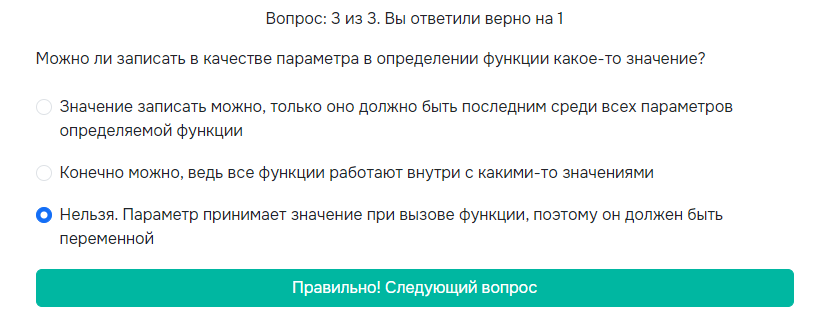 Вопрос: 3 из 3. Вы ответили верно на 1
Можно ли записать в качестве параметра в определении функции какое-то значение?
Значение записать можно, только оно должно быть последним среди всех параметров
определяемой функции
Конечно можно, ведь все функции работают внутри с какими-то значениями
Нельзя. Параметр принимает значение при вызове функции, поэтому он должен быть
переменной
Правильно! Следующий вопрос